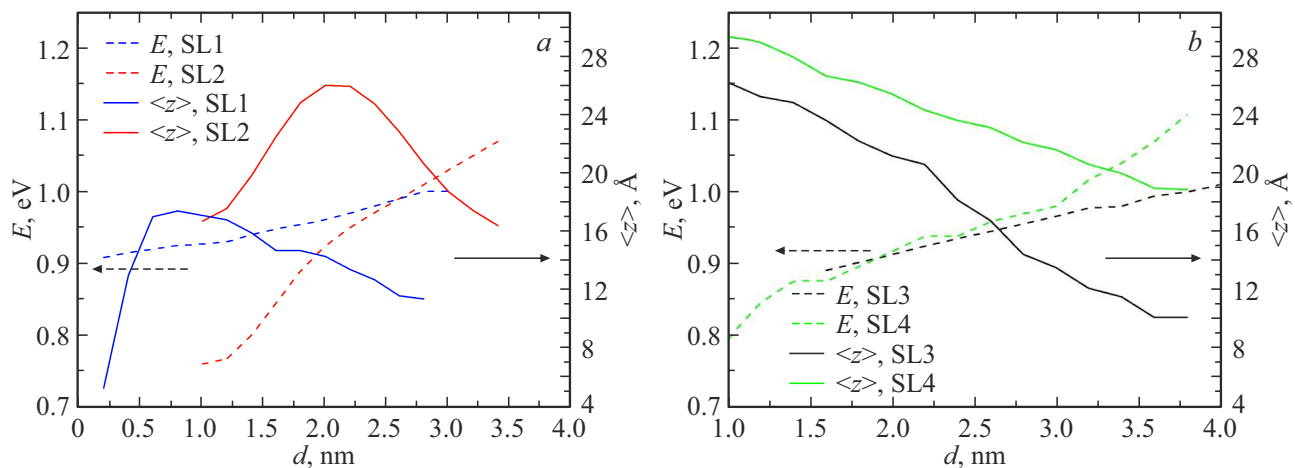 a
E, SL1
E, SL2
<z>, SL1
<z>, SL2
E, eV
1.2
1.1
1.0
0.9
0.8
0.7
28
24
20
16
12
8
4
<z>, Å
0 0.5 1.0 1.5 2.0 2.5 3.0 3.5 4.0
d, nm
b
E, SL3
E, SL4
<z>, SL3
<z>, SL4
E, eV
1.2
1.1
1.0
0.9
0.8
0.7
28
24
20
16
12
8
4
<z>, Å
1.0 1.5 2.0 2.5 3.0 3.5 4.0
d, nm